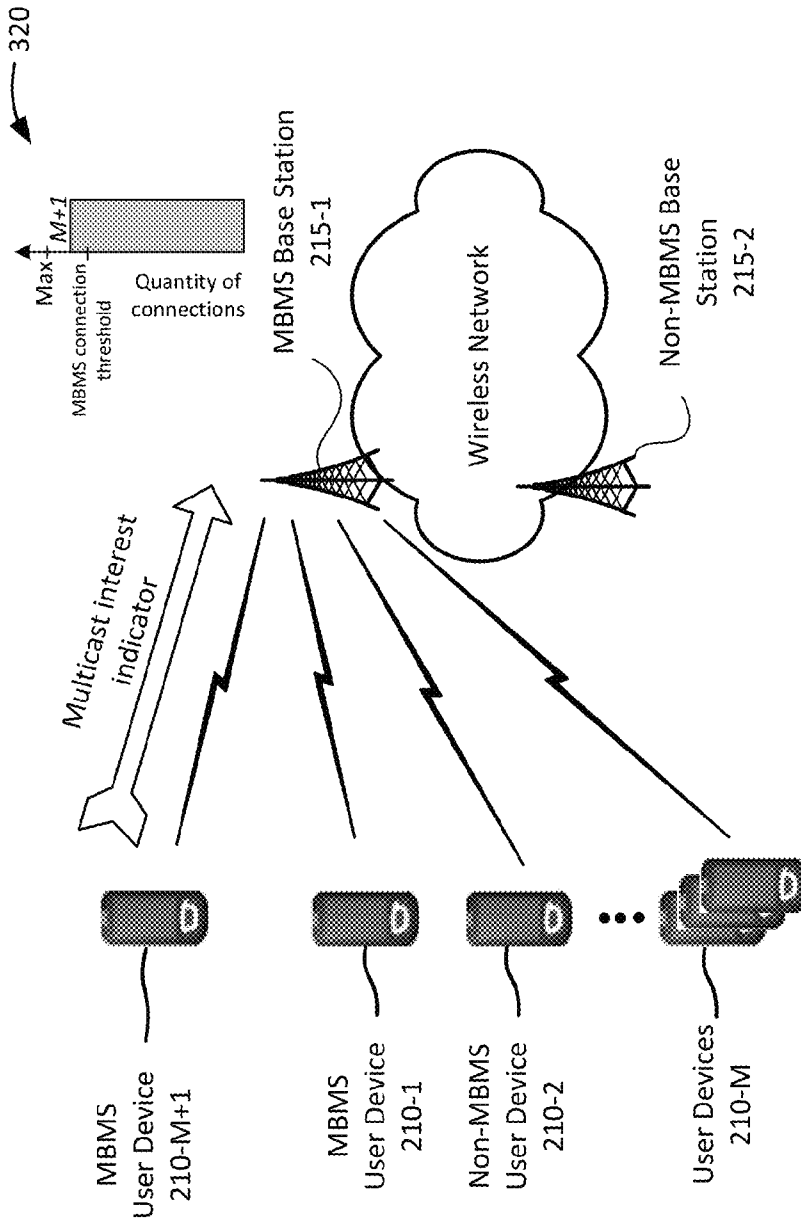 320
Max
M+1
MBMS connection
threshold
Quantity of
connections
Multicast interest
indicator
MBMS Base Station
215-1
Wireless Network
Non-MBMS Base
Station
215-2
MBMS
User Device
210-M+1
MBMS
User Device
210-1
Non-MBMS
User Device
210-2
User Devices
210-M